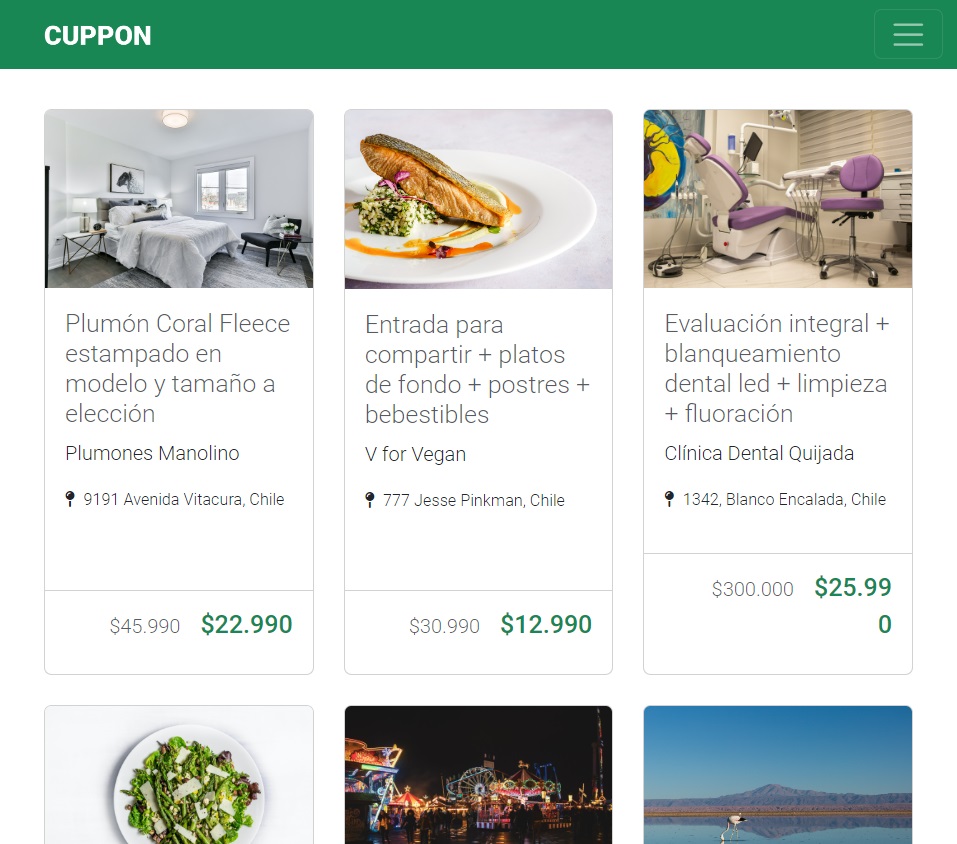 CUPPON
Plumón Coral Fleece
estampado en
modelo y tamaño a
elección
Plumones Manolino
9191 Avenida Vitacura, Chile
$45.990 $22.990
Entrada para
compartir + platos
de fondo + postres +
bebestibles
V for Vegan
777 Jesse Pinkman, Chile
$30.990 $12.990
Evaluación integral +
blanqueamiento
dental led + limpieza
+ fluoración
Clínica Dental Quijada
1342, Blanco Encalada, Chile
$300.000 $25.99
0